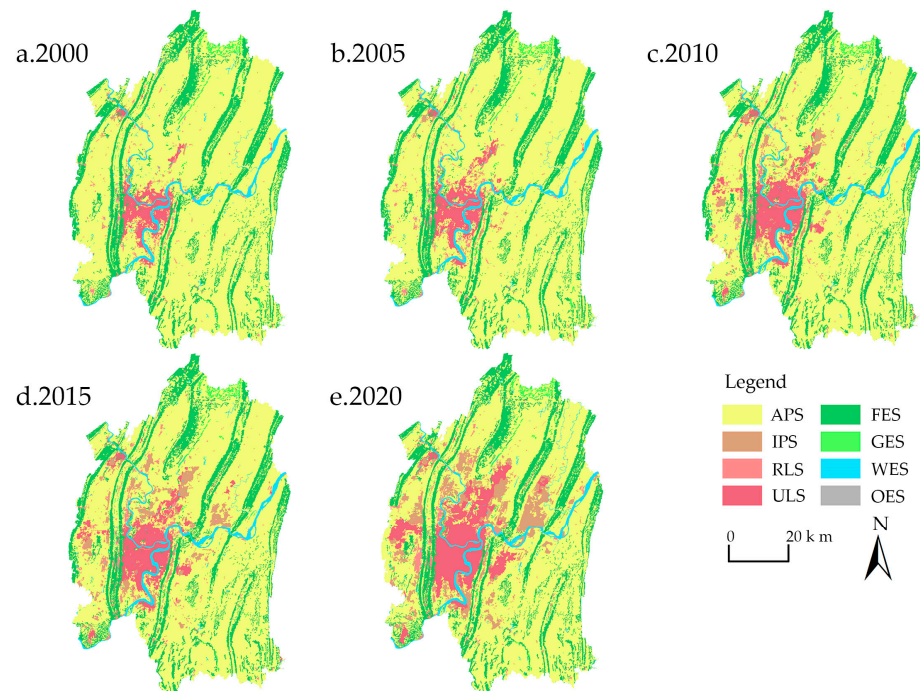 a.2000
b.2005
c.2010
d.2015
e.2020
Legend
APS
FES
IPS
GES
RLS
WES
ULS
OES
0 20 k m
N